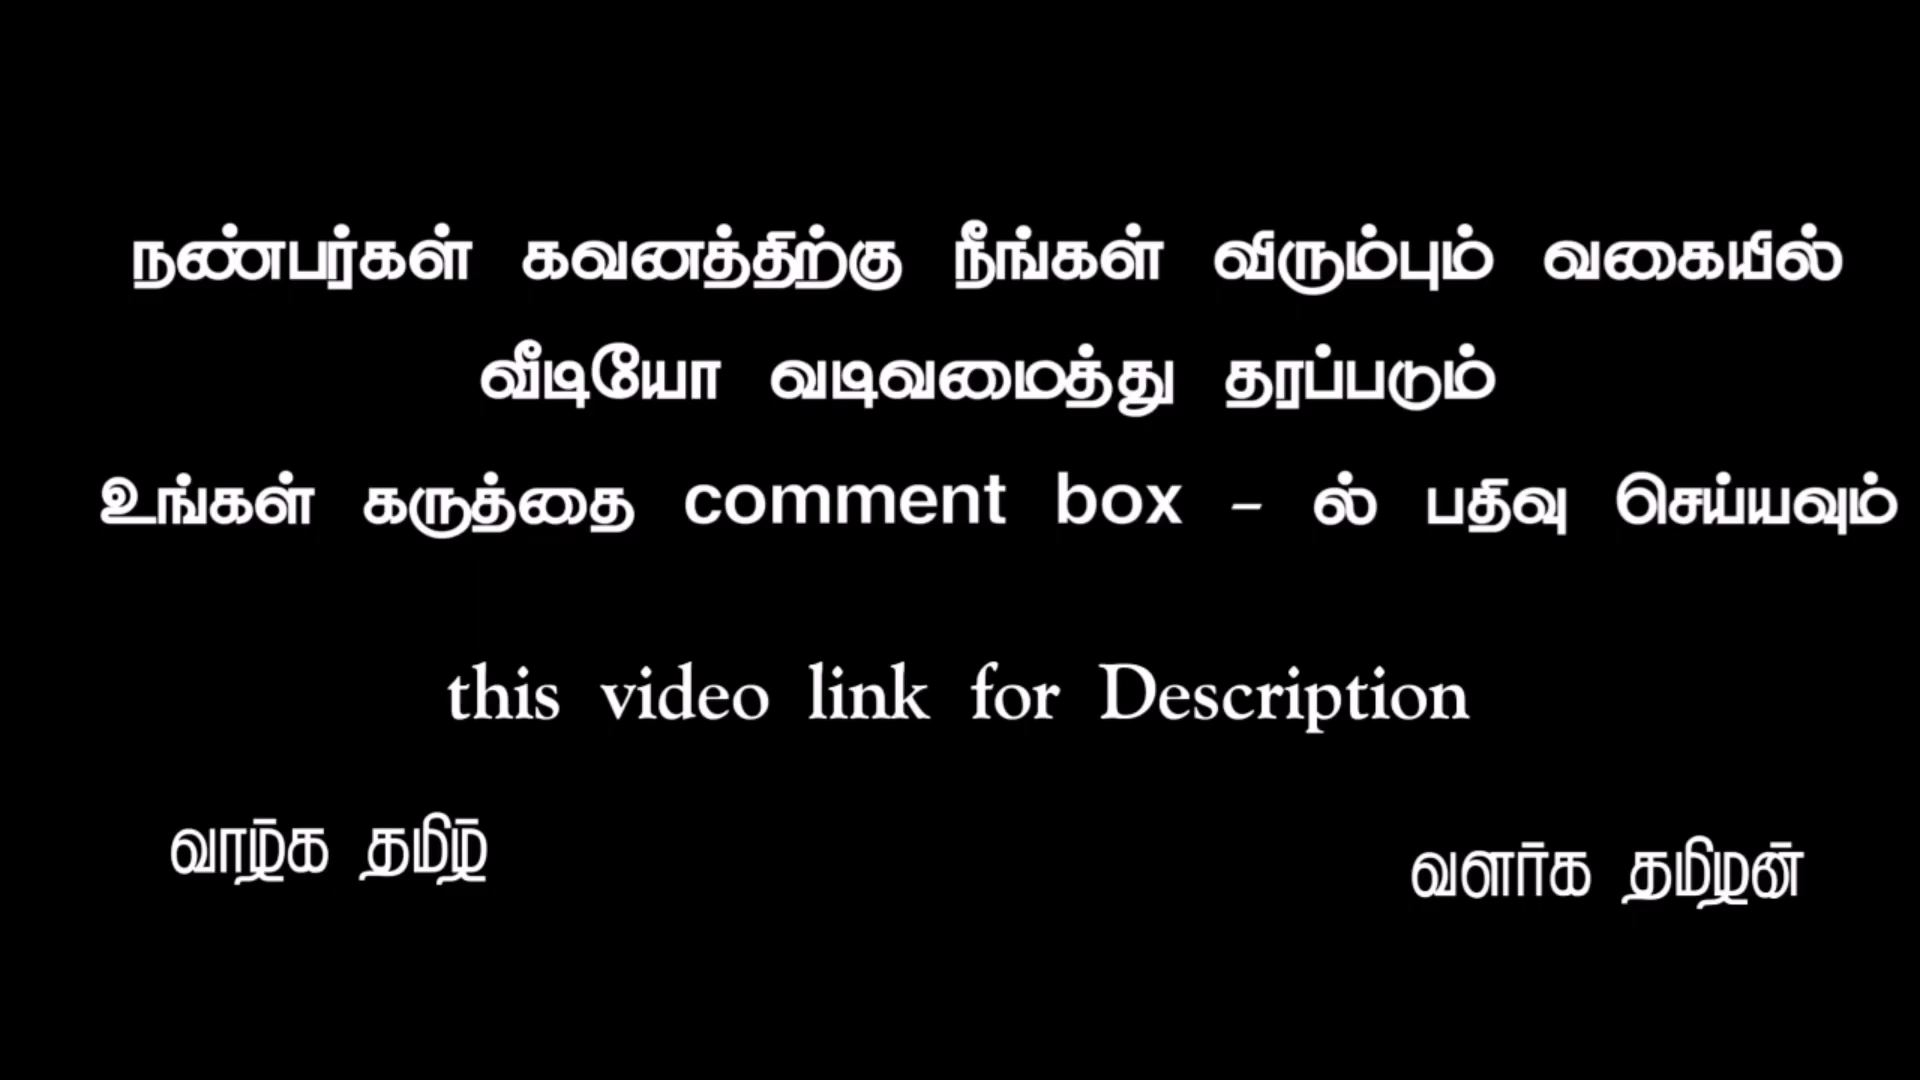 நண்பர்கள் கவனத்திற்கு நீங்கள் விரும்பும் வகையில்
வீடியோ வடிவமைத்து தரப்படும்
உங்கள் கருத்தை comment box - ல் பதிவு செய்யவும்
this video link for Description
வாழ்க தமிழ்
வளர்க தமிழன்